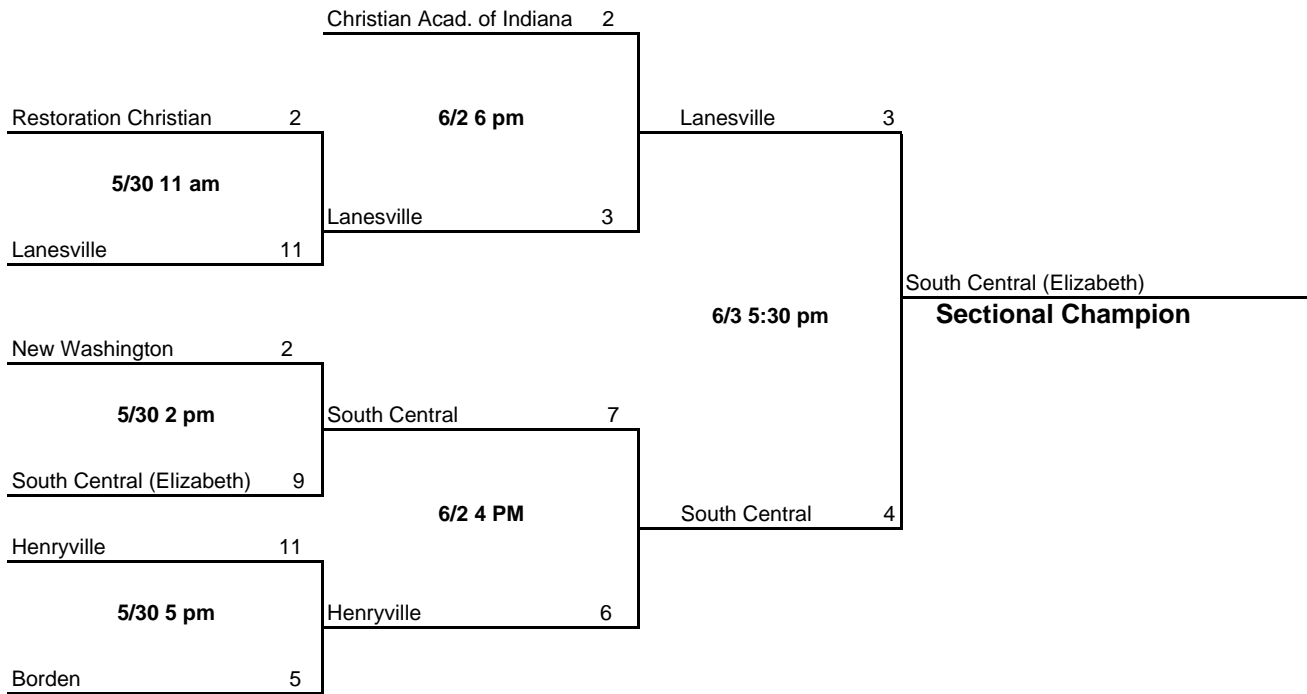 Christian Acad. of Indiana 2
Restoration Christian 2
6/2 6 pm
Lanesville 3
5/30 11 am
Lanesville 3
Lanesville 11
South Central (Elizabeth)
6/3 5:30 pm
Sectional Champion
New Washington 2
5/30 2 pm
South Central 7
South Central (Elizabeth) 9
6/2 4 PM
South Central 4
Henryville 11
5/30 5 pm
Henryville 6
Borden 5